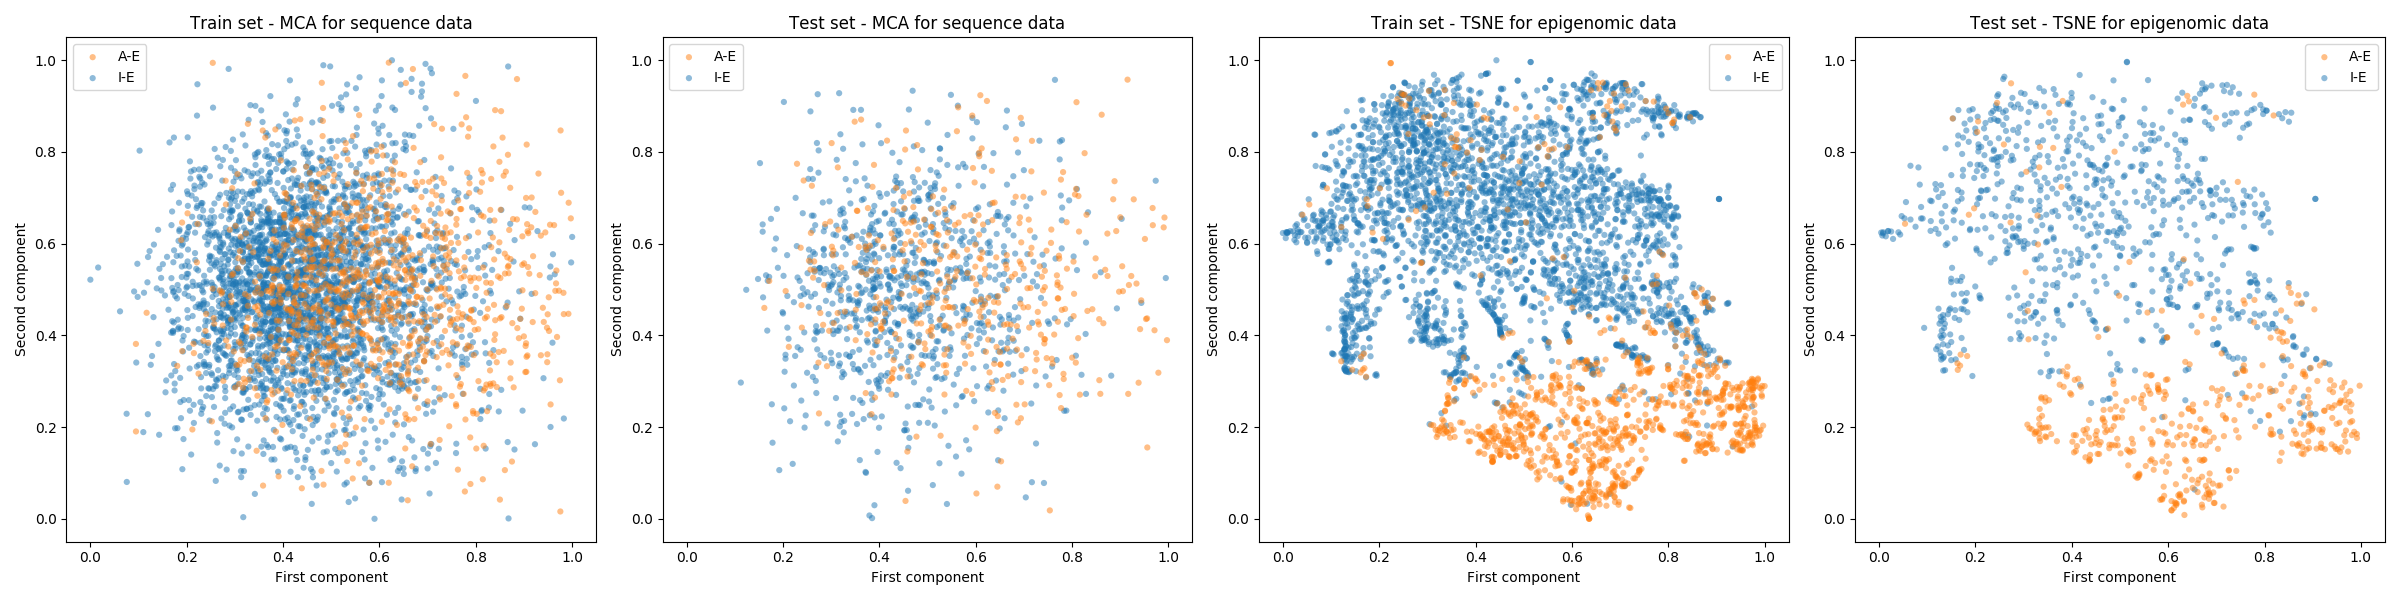 Train set - MCA for sequence data
A-E
I-E
Second component
1.0
0.8
0.6
0.4
0.2
0.0
0.0 0.2 0.4 0.6 0.8 1.0
First component
Test set - MCA for sequence data
A-E
I-E
Second component
1.0
0.8
0.6
0.4
0.2
0.0
0.0 0.2 0.4 0.6 0.8 1.0
First component
Train set - TSNE for epigenomic data
A-E
I-E
Second component
1.0
0.8
0.6
0.4
0.2
0.0
0.0 0.2 0.4 0.6 0.8 1.0
First component
Test set - TSNE for epigenomic data
A-E
I-E
Second component
1.0
0.8
0.6
0.4
0.2
0.0
0.0 0.2 0.4 0.6 0.8 1.0
First component